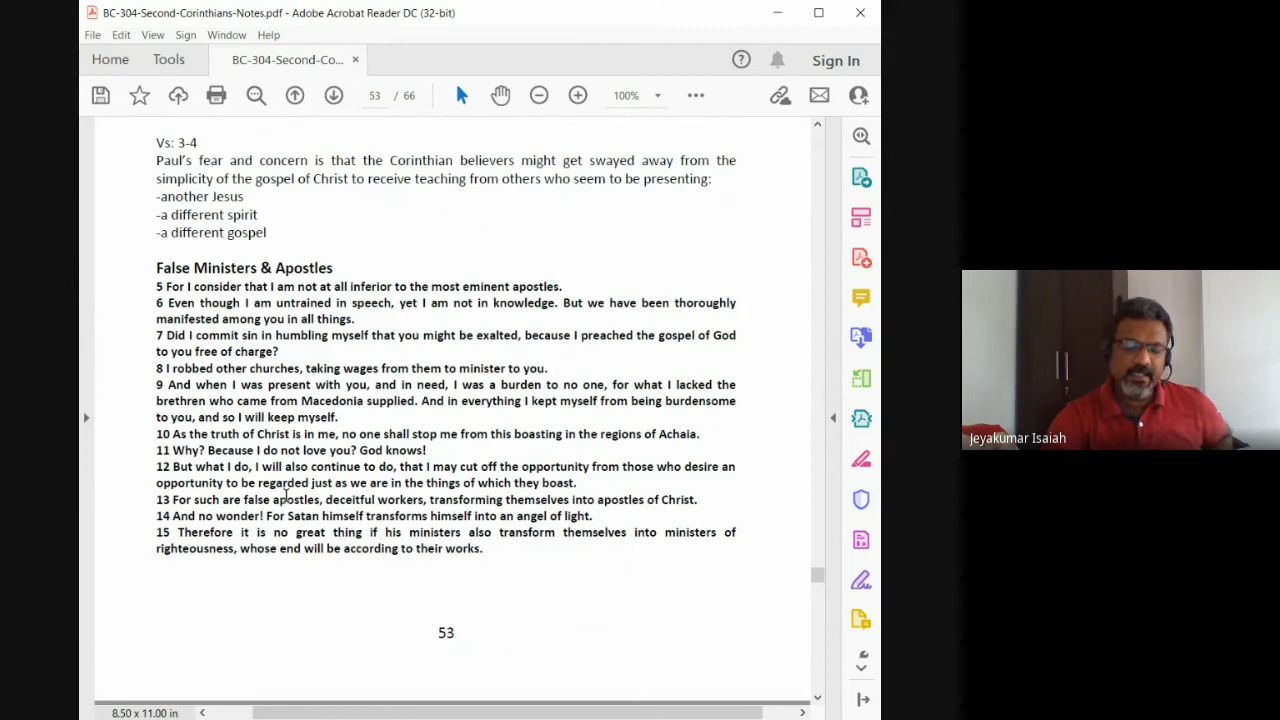 BC-304-Second-Corinthians-Notes.pdf - Adobe Acrobat Reader DC (32-bit)
File Edit View Sign Window Help
Home Tools BC-304-Second-Co... × Sign In
53 / 66 100%
Vs: 3-4
Paul's fear and concern is that the Corinthian believers might get swayed away from the
simplicity of the gospel of Christ to receive teaching from others who seem to be presenting:
-another Jesus
-a different spirit
-a different gospel
False Ministers & Apostles
5 For I consider that I am not at all inferior to the most eminent apostles.
6 Even though I am untrained in speech, yet I am not in knowledge. But we have been thoroughly
manifested among you in all things.
7 Did I commit sin in humbling myself that you might be exalted, because I preached the gospel of God
to you free of charge?
8 I robbed other churches, taking wages from them to minister to you.
9 And when I was present with you, and in need, I was a burden to no one, for what I lacked the
brethren who came from Macedonia supplied. And in everything I kept myself from being burdensome
to you, and so I will keep myself.
10 As the truth of Christ is in me, no one shall stop me from this boasting in the regions of Achaia.
11 Why? Because I do not love you? God knows!
12 But what I do, I will also continue to do, that I may cut off the opportunity from those who desire an
opportunity to be regarded just as we are in the things of which they boast.
13 For such are false apostles, deceitful workers, transforming themselves into apostles of Christ.
14 And no wonder! For Satan himself transforms himself into an angel of light.
15 Therefore it is no great thing if his ministers also transform themselves into ministers of
righteousness, whose end will be according to their works.
53
8.50 x 11.00 in
Jeyakumar Isaiah